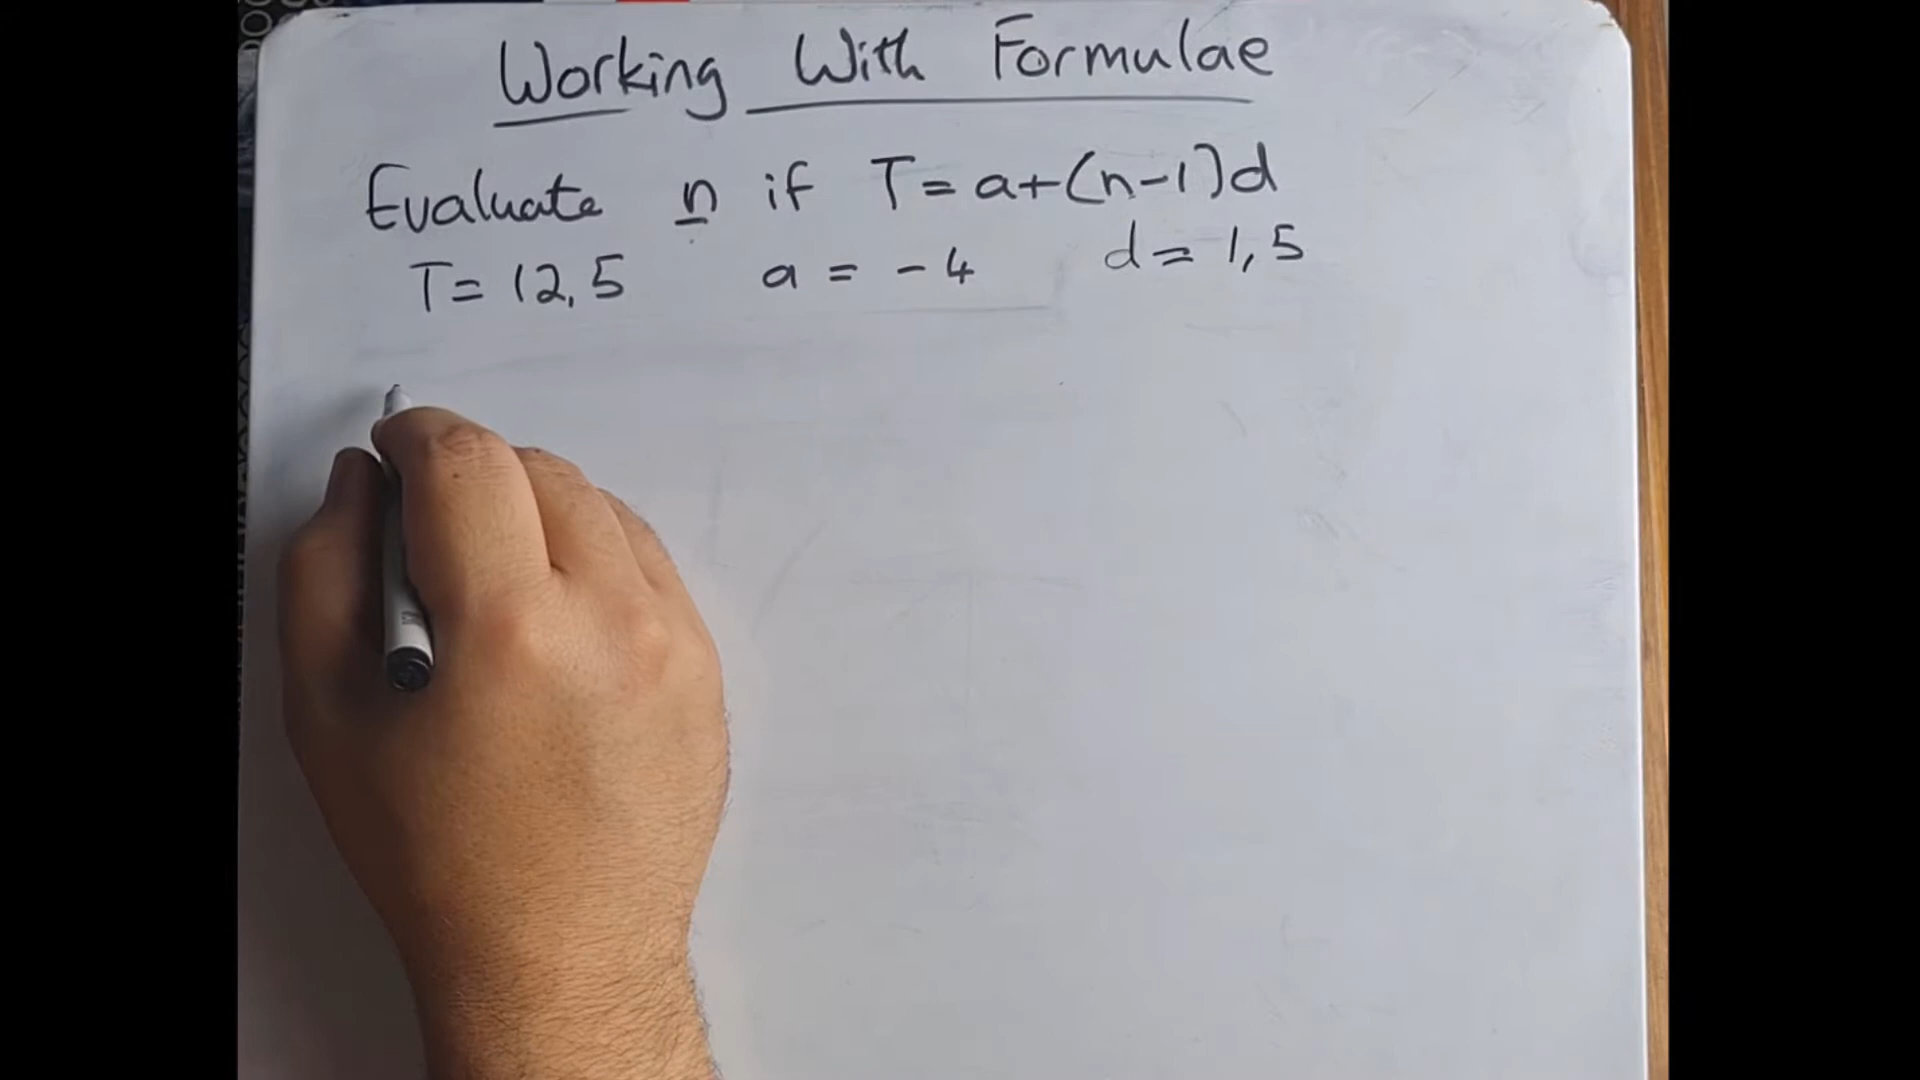 Working With Formulae
Evaluate n if T=a+(n-1)d
T= 12,5 a = -4 d= 1,5